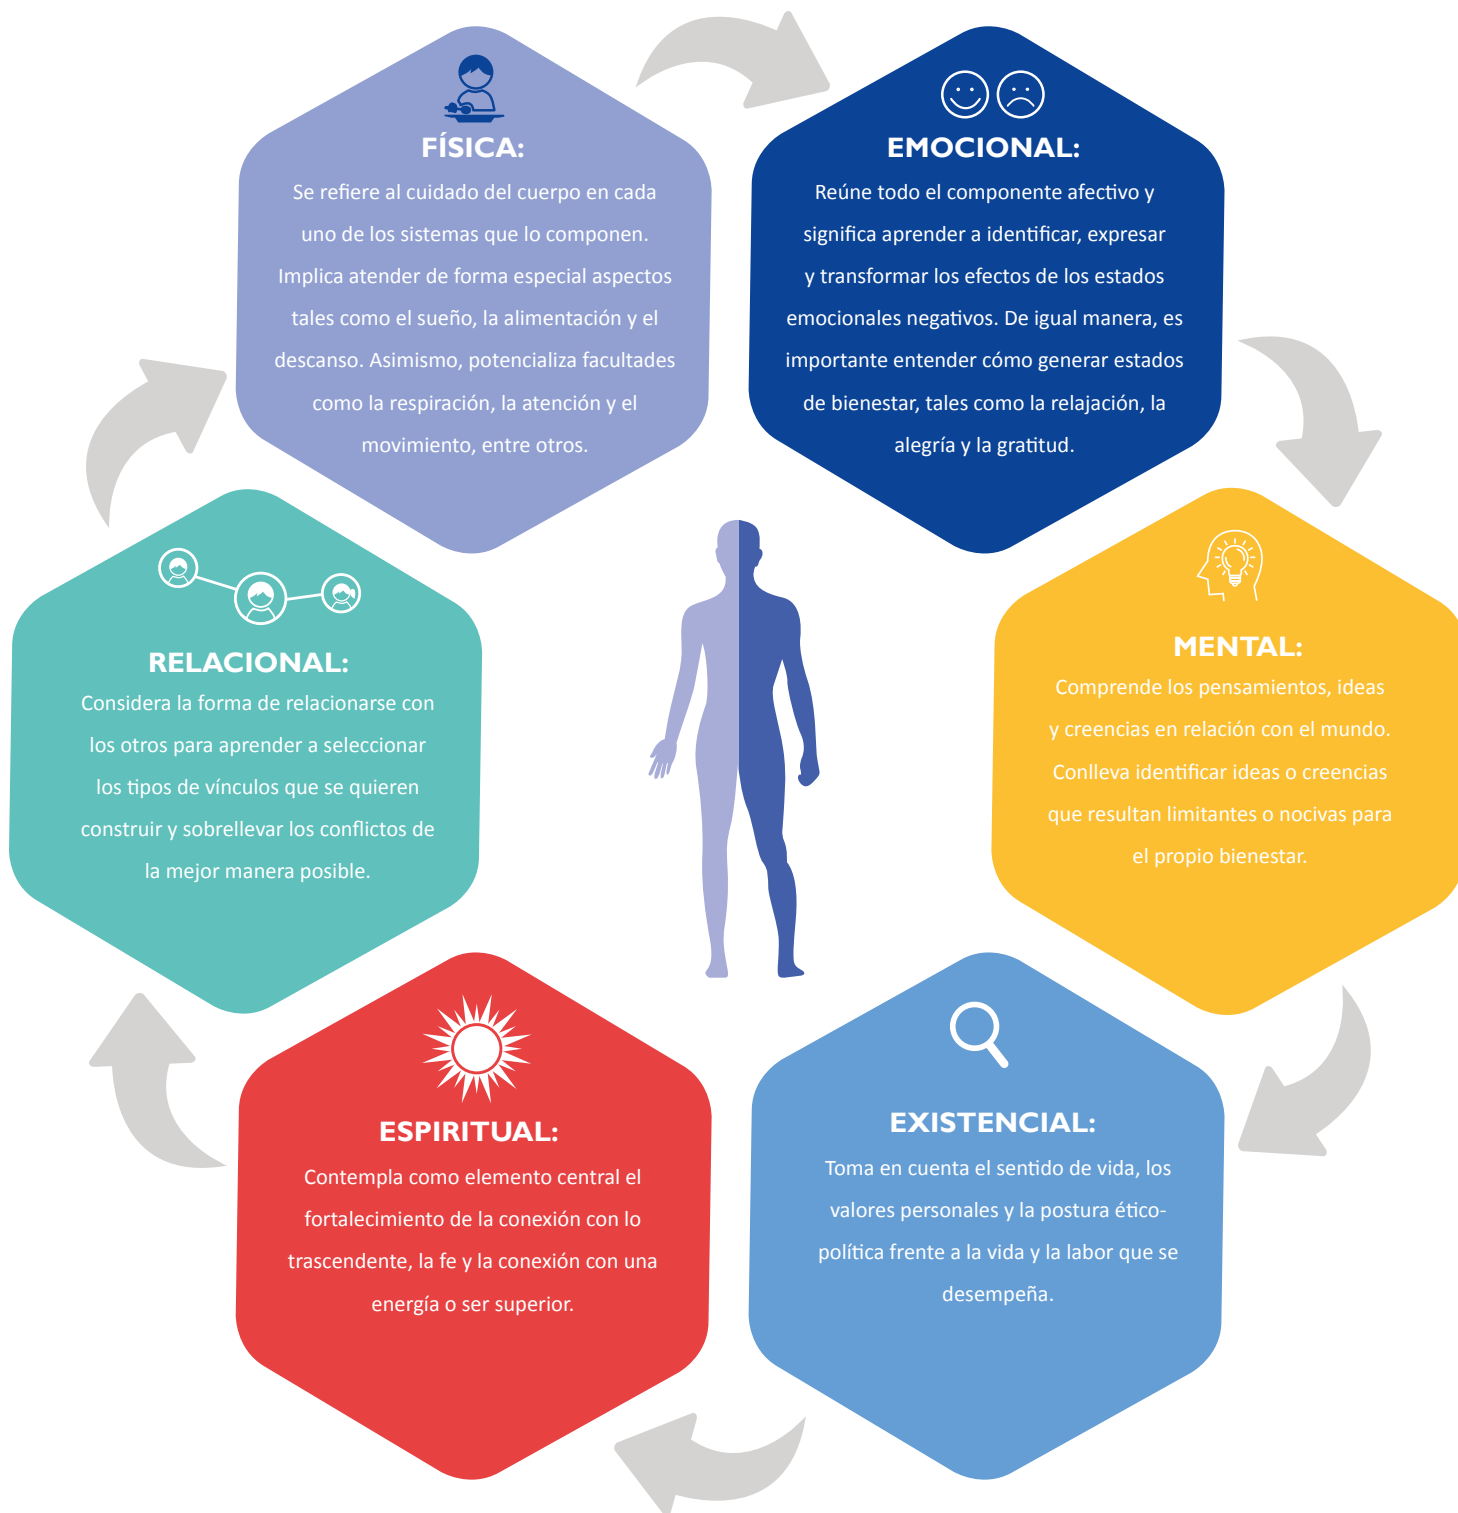 FÍSICA:
Se refiere al cuidado del cuerpo en cada
uno de los sistemas que lo componen.
Implica atender de forma especial aspectos
tales como el sueño, la alimentación y el
descanso. Asimismo, potencializa facultades
como la respiración, la atención y el
movimiento, entre otros.
EMOCIONAL:
Reúne todo el componente afectivo y
significa aprender a identificar, expresar
y transformar los efectos de los estados
emocionales negativos. De igual manera, es
importante entender cómo generar estados
de bienestar, tales como la relajación, la
alegría y la gratitud.
MENTAL:
Comprende los pensamientos, ideas
y creencias en relación con el mundo.
Conlleva identificar ideas o creencias
que resultan limitantes o nocivas para
el propio bienestar.
EXISTENCIAL:
Toma en cuenta el sentido de vida, los
valores personales y la postura ético-
política frente a la vida y la labor que se
desempeña.
ESPIRITUAL:
Contempla como elemento central el
fortalecimiento de la conexión con lo
trascendente, la fe y la conexión con una
energía o ser superior.
RELACIONAL:
Considera la forma de relacionarse con
los otros para aprender a seleccionar
los tipos de vínculos que se quieren
construir y sobrellevar los conflictos de
la mejor manera posible.